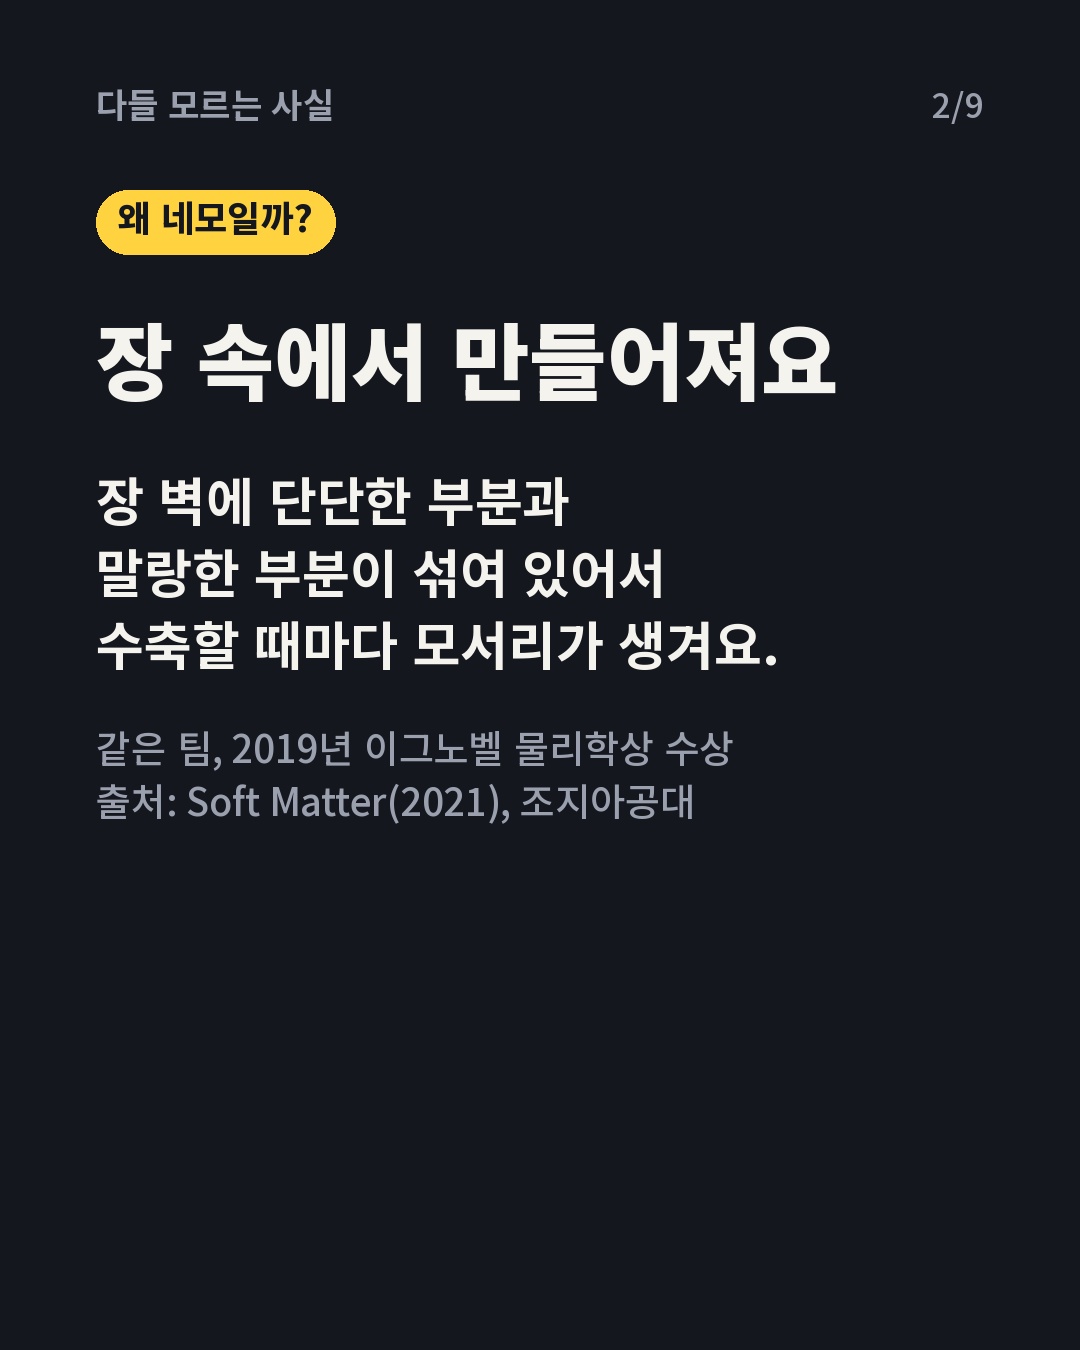 다들 모르는 사실
2/9
왜 네모일까?
장 속에서 만들어져요
장 벽에 단단한 부분과
말랑한 부분이 섞여 있어서
수축할 때마다 모서리가 생겨요.
같은 팀, 2019년 이그노벨 물리학상 수상
출처: Soft Matter(2021), 조지아공대